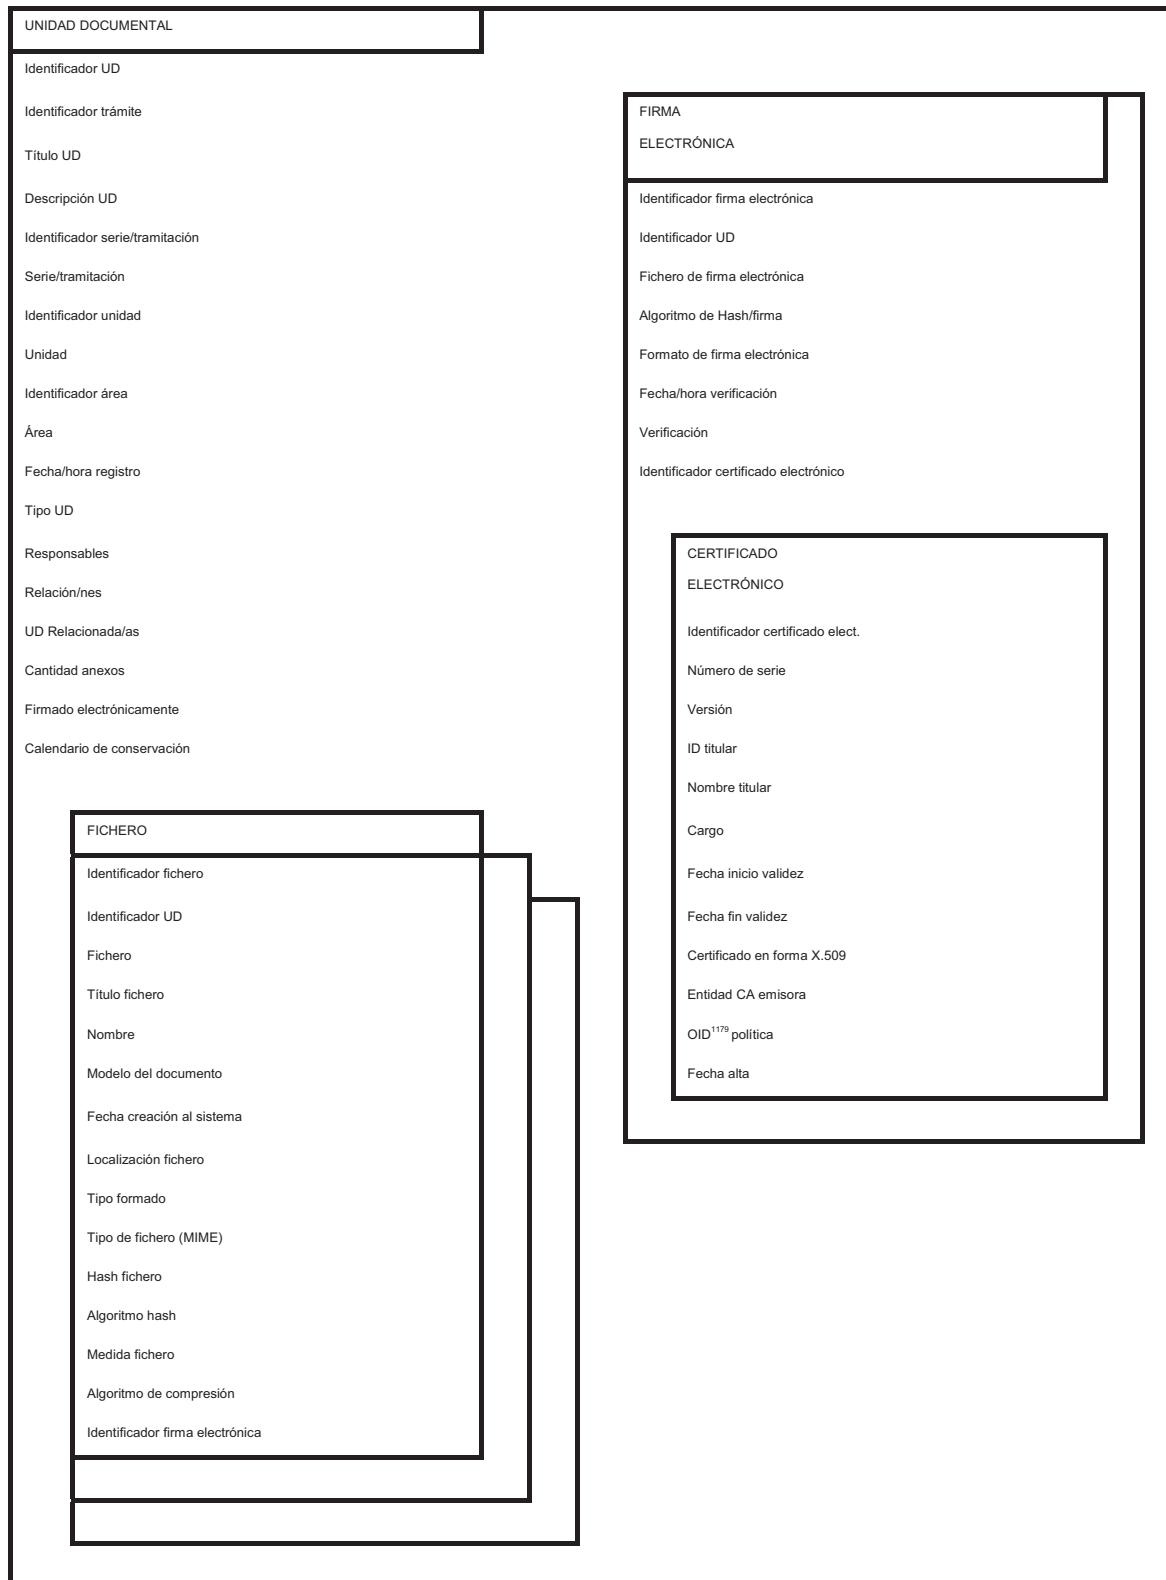 UNIDAD DOCUMENTAL
Identificador UD
Identificador trámite
Título UD
Descripción UD
Identificador serie/tramitación
Serie/tramitación
Identificador unidad
Unidad
Identificador área
Área
Fecha/hora registro
Tipo UD
Responsables
Relación/nes
UD Relacionada/as
Cantidad anexos
Firmado electrónicamente
Calendario de conservación
FICHERO
Identificador fichero
Identificador UD
Fichero
Título fichero
Nombre
Modelo del documento
Fecha creación al sistema
Localización fichero
Tipo formado
Tipo de fichero (MIME)
Hash fichero
Algoritmo hash
Medida fichero
Algoritmo de compresión
Identificador firma electrónica
FIRMA
ELECTRÓNICA
Identificador firma electrónica
Identificador UD
Fichero de firma electrónica
Algoritmo de Hash/firma
Formato de firma electrónica
Fecha/hora verificación
Verificación
Identificador certificado electrónico
CERTIFICADO
ELECTRÓNICO
Identificador certificado elect.
Número de serie
Versión
ID titular
Nombre titular
Cargo
Fecha inicio validez
Fecha fin validez
Certificado en forma X.509
Entidad CA emisora
OID1179 política
Fecha alta